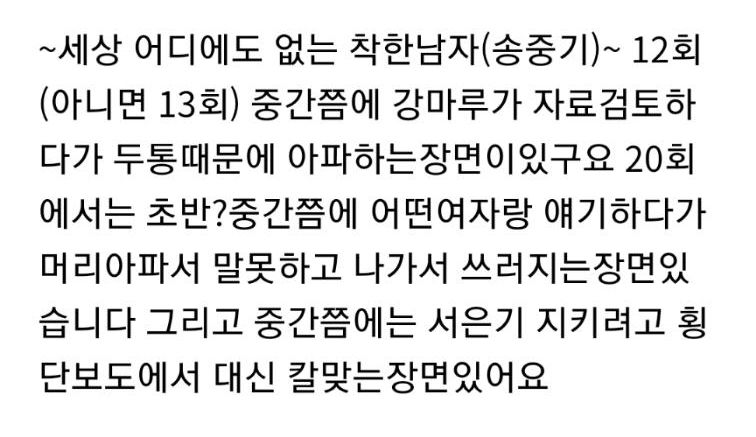 ~세상 어디에도 없는 착한남자(송중기)~ 12회
(아니면 13회) 중간쯤에 강마루가 자료검토하
다가 두통때문에 아파하는장면이있구요 20회
에서는 초반?중간쯤에 어떤여자랑 얘기하다가
머리아파서 말못하고 나가서 쓰러지는장면있
습니다 그리고 중간쯤에는 서은기 지키려고 횡
단보도에서 대신 칼맞는장면있어요